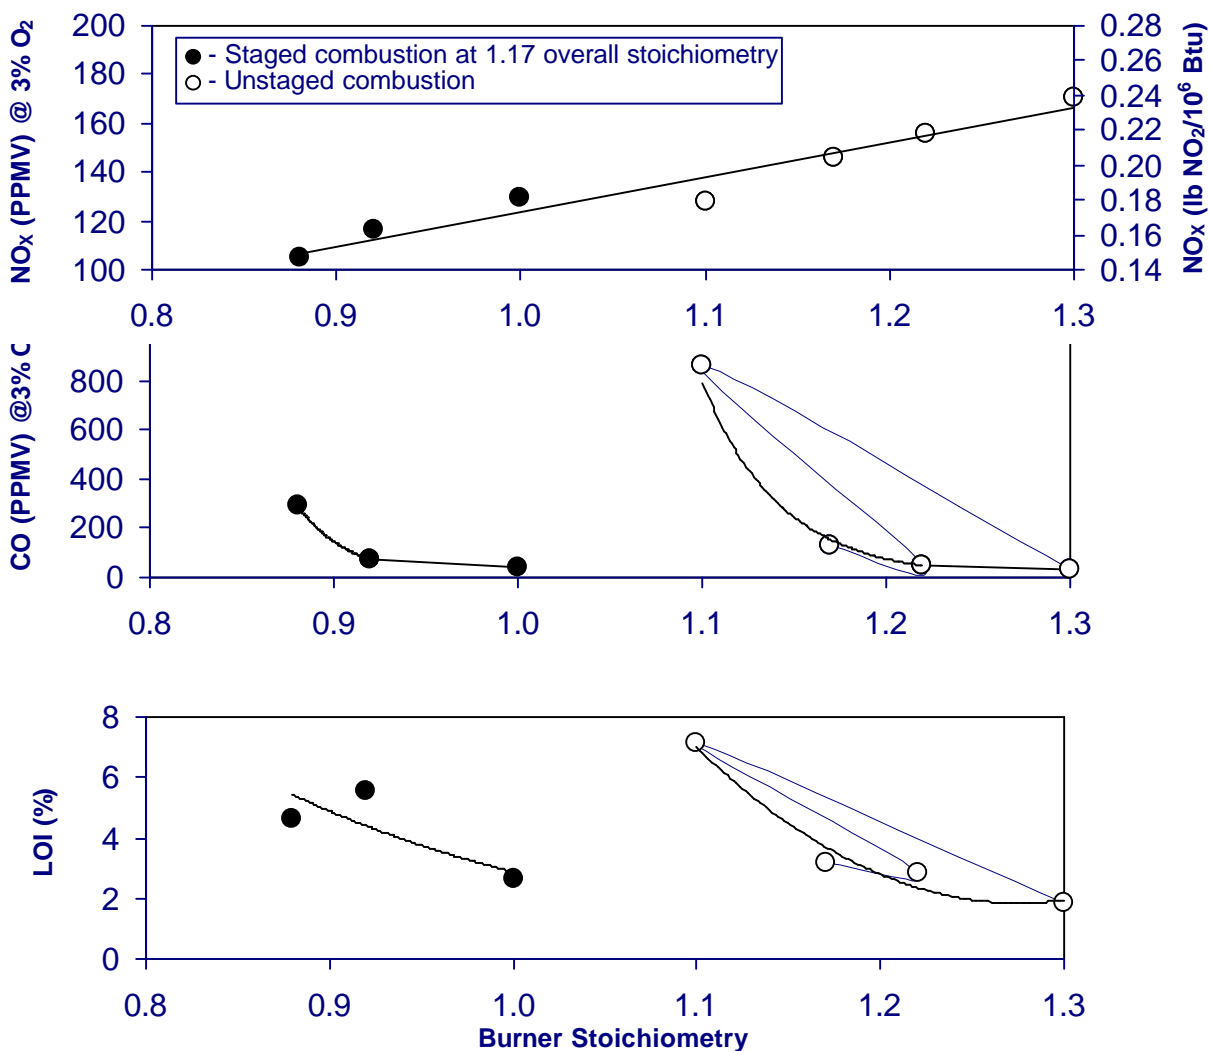 NOx (PPMV) @ 3% O2
200
180
160
140
120
100
- Staged combustion at 1.17 overall stoichiometry
- Unstaged combustion
0.28
0.26
0.24
0.22
0.20
0.18
0.16
0.14
NOx (lb NO2/10^6 Btu)
0.8 0.9 1.0 1.1 1.2 1.3
CO (PPMV) @3%
800
600
400
200
0
0.8 0.9 1.0 1.1 1.2 1.3
LOI (%)
8
6
4
2
0
0.8 0.9 1.0 1.1 1.2 1.3
Burner Stoichiometry